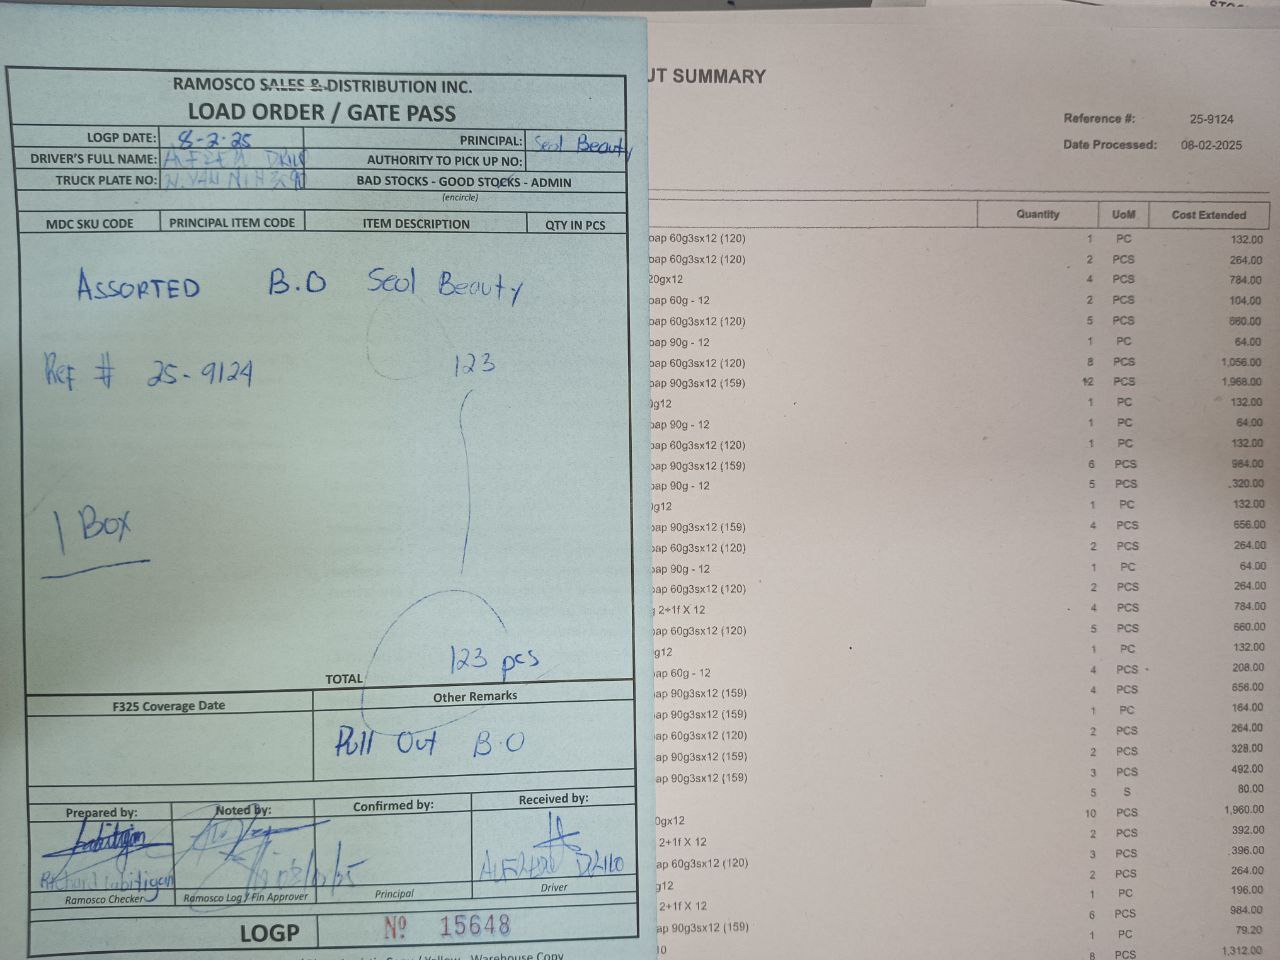 RAMOSCO SALES & DISTRIBUTION INC.
LOAD ORDER / GATE PASS
LOGP DATE: 8-2-25 PRINCIPAL: Seol Beauty
DRIVER'S FULL NAME: AUTHORITY TO PICK UP NO:
TRUCK PLATE NO: BAD STOCKS - GOOD STOCKS - ADMIN
(encircle)
MDC SKU CODE PRINCIPAL ITEM CODE ITEM DESCRIPTION QTY IN PCS
ASSORTED B.O Seol Beauty
Ref # 25-9124 123
1 Box
123 pcs
TOTAL
F325 Coverage Date Other Remarks
Pull Out B.O
Prepared by: Noted by: Confirmed by: Received by:
Richard Labitigan
Ramosco Checker Ramosco Log / Fin Approver Principal Driver
LOGP Nº 15648
Warehouse Copy
UT SUMMARY
Reference #: 25-9124
Date Processed: 08-02-2025
Quantity UoM Cost Extended
oap 60g3sx12 (120) 1 PC 132.00
oap 60g3sx12 (120) 2 PCS 264.00
20gx12 4 PCS 784.00
oap 60g - 12 2 PCS 104.00
oap 60g3sx12 (120) 5 PCS 660.00
oap 90g - 12 1 PC 64.00
oap 60g3sx12 (120) 8 PCS 1,056.00
oap 90g3sx12 (159) 12 PCS 1,968.00
0g12 1 PC 132.00
oap 90g - 12 1 PC 64.00
oap 60g3sx12 (120) 1 PC 132.00
oap 90g3sx12 (159) 6 PCS 984.00
oap 90g - 12 5 PCS 320.00
0g12 1 PC 132.00
oap 90g3sx12 (159) 4 PCS 656.00
oap 60g3sx12 (120) 2 PCS 264.00
oap 90g - 12 1 PC 64.00
oap 60g3sx12 (120) 2 PCS 264.00
g 2+1f X 12 4 PCS 784.00
oap 60g3sx12 (120) 5 PCS 660.00
g12 1 PC 132.00
oap 60g - 12 4 PCS 208.00
ap 90g3sx12 (159) 4 PCS 656.00
ap 90g3sx12 (159) 1 PC 164.00
ap 60g3sx12 (120) 2 PCS 264.00
ap 90g3sx12 (159) 2 PCS 328.00
ap 90g3sx12 (159) 3 PCS 492.00
5 S 80.00
0gx12 10 PCS 1,960.00
2+1f X 12 2 PCS 392.00
ap 60g3sx12 (120) 3 PCS 396.00
g12 2 PCS 264.00
2+1f X 12 1 PC 196.00
ap 90g3sx12 (159) 6 PCS 984.00
10 1 PC 79.20
8 PCS 1,312.00